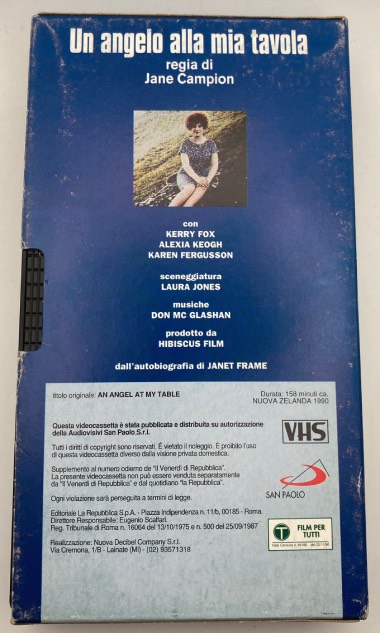 Un angelo alla mia tavola
regia di
Jane Campion
con
KERRY FOX
ALEXIA KEOGH
KAREN FERGUSSON
sceneggiatura
LAURA JONES
musiche
DON MC GLASHAN
prodotto da
HIBISCUS FILM
dall'autobiografia di JANET FRAME
titolo originale: AN ANGEL AT MY TABLE
Durata: 158 minuti ca.
NUOVA ZELANDA 1990
Questa videocassetta è stata pubblicata e distribuita su autorizzazione
della Audiovisivi San Paolo S.r.l.
Tutti i diritti di copyright sono riservati. È vietato il noleggio. È proibito l'uso
di questa videocassetta diverso dalla visione privata domestica.
Supplemento al numero odierno de "Il Venerdì di Repubblica".
La presente videocassetta non può essere venduta separatamente
da "Il Venerdì di Repubblica" e dal quotidiano "la Repubblica".
Ogni violazione sarà perseguita a termini di legge.
Editoriale La Repubblica S.p.A. - Piazza Indipendenza n. 11/b, 00185 - Roma.
Direttore Responsabile: Eugenio Scalfari.
Reg. Tribunale di Roma n. 16064 del 13/10/1975 e n. 500 del 25/09/1987
Realizzazione: Nuova Decibel Company S.r.l.
Via Cremona, 1/B - Lainate (MI) - (02) 93571318
VHS
SAN PAOLO
T
FILM PER
TUTTI